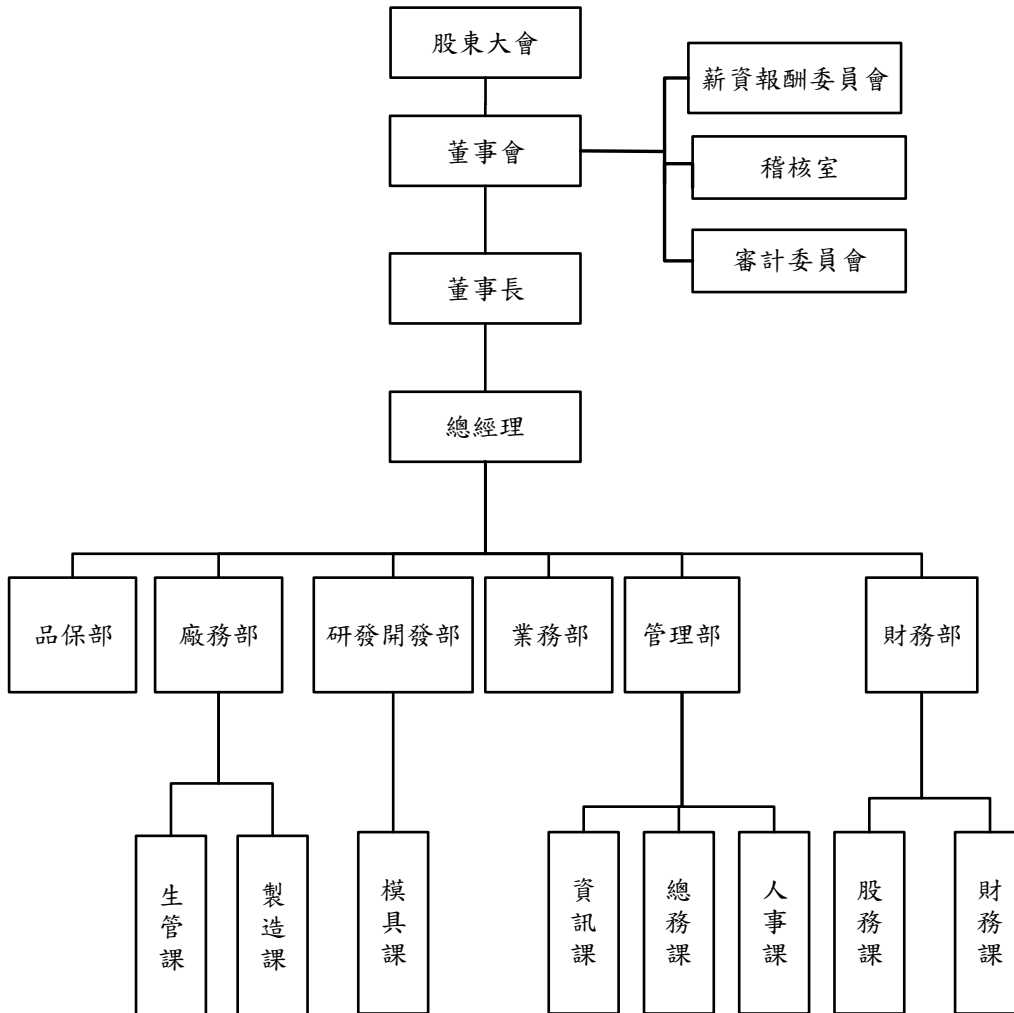 股東大會
薪資報酬委員會
董事會
稽核室
審計委員會
董事長
總經理
品保部
廠務部
研發開發部
業務部
管理部
財務部
生管課
製造課
模具課
資訊課
總務課
人事課
股務課
財務課